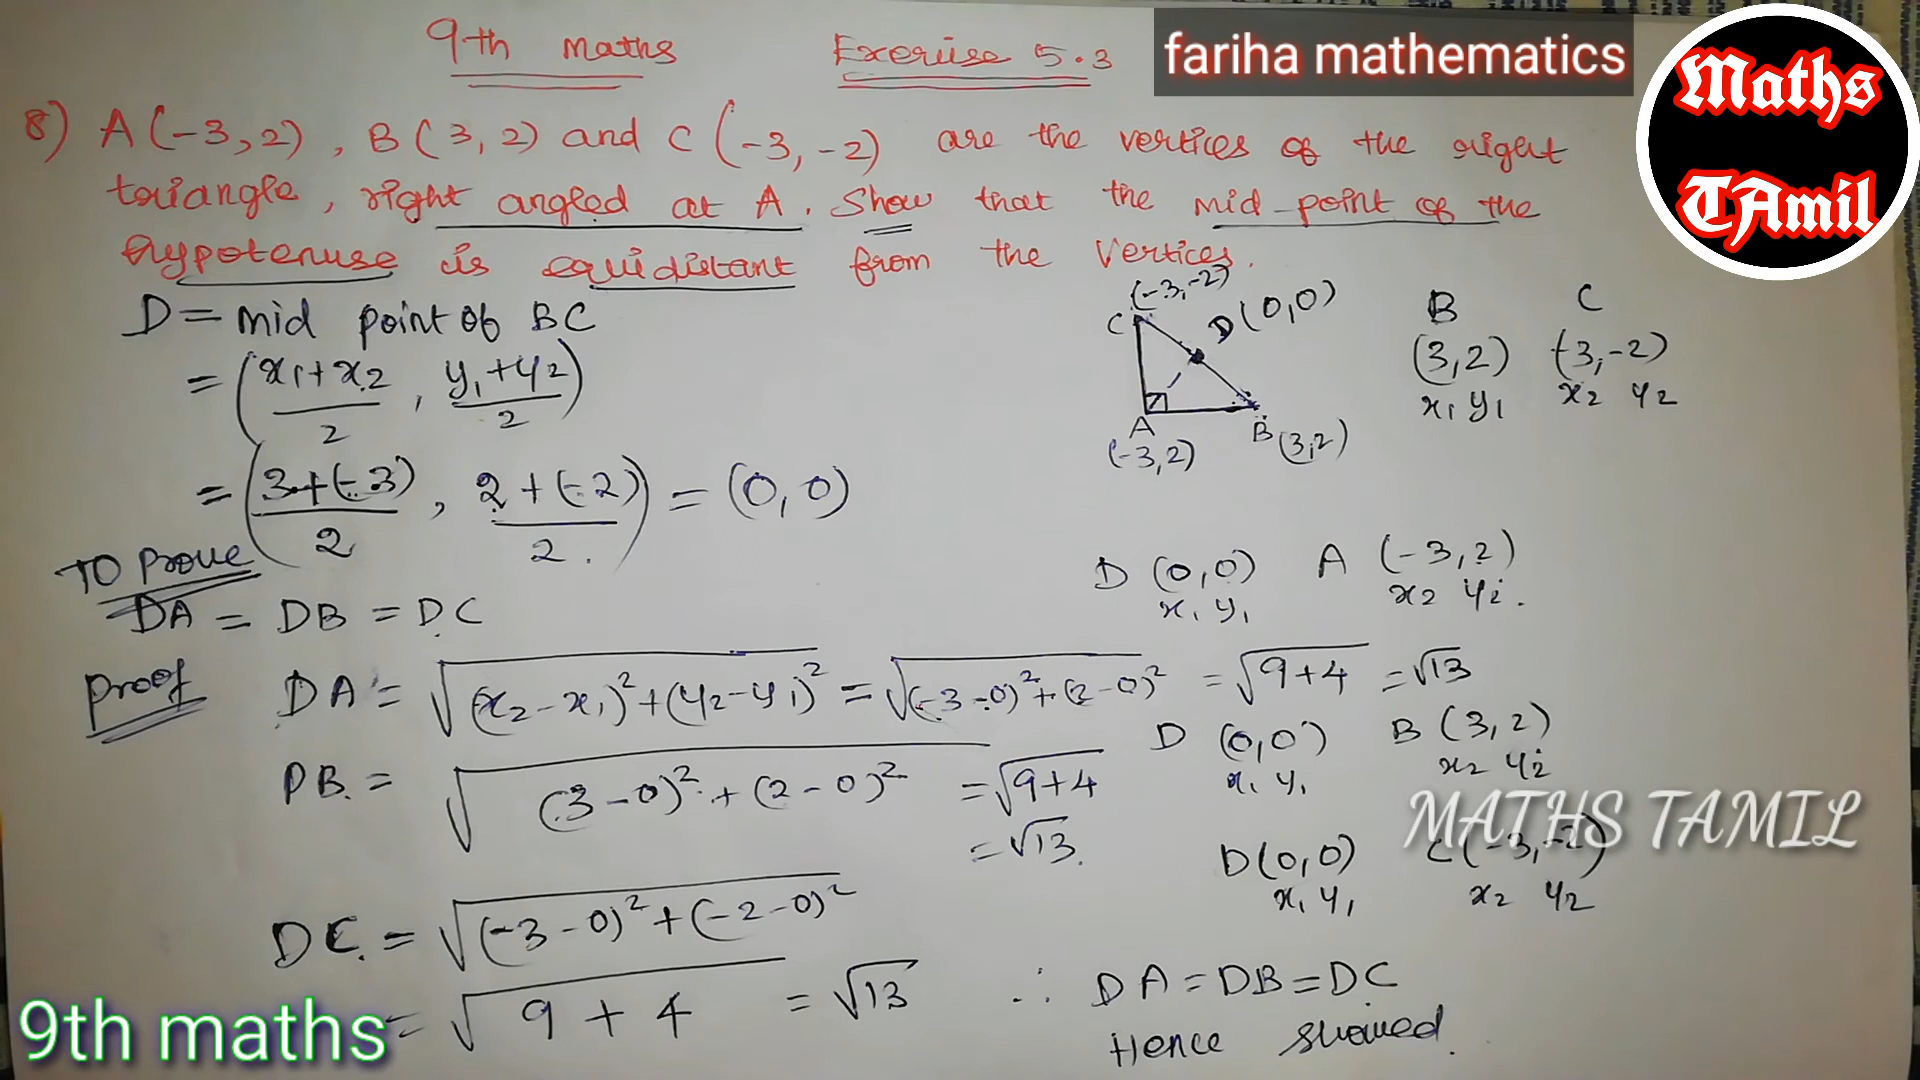 9th maths Exercise 5.3
fariha mathematics
Maths
TAmil
8) A(-3,2), B(3,2) and C(-3,-2) are the vertices of the right
triangle, right angled at A. Show that the mid-point of the
hypotenuse is equidistant from the vertices.
D = mid point of BC
= (x₁+x₂/2, y₁+y₂/2)
= (3+(-3)/2, 2+(-2)/2.) = (0,0)
C (-3,-2)
D (0,0)
A (-3,2)
B (3,2)
B C
(3,2) (-3,-2)
x₁ y₁ x₂ y₂
TO Prove
DA = DB = DC
D (0,0) A (-3,2)
x₁ y₁ x₂ y₂.
Proof DA = √(x₂-x₁)²+(y₂-y₁)² = √(-3-0)²+(2-0)² = √9+4 = √13
D (0,0) B (3,2)
x₁ y₁ x₂ y₂
DB. = √(3-0)²+(2-0)² = √9+4
= √13.
MATHS TAMIL
D(0,0) C(-3,-2)
x₁ y₁ x₂ y₂
DC. = √(-3-0)²+(-2-0)²
= √9+4 = √13
∴ DA = DB = DC
Hence showed.
9th maths